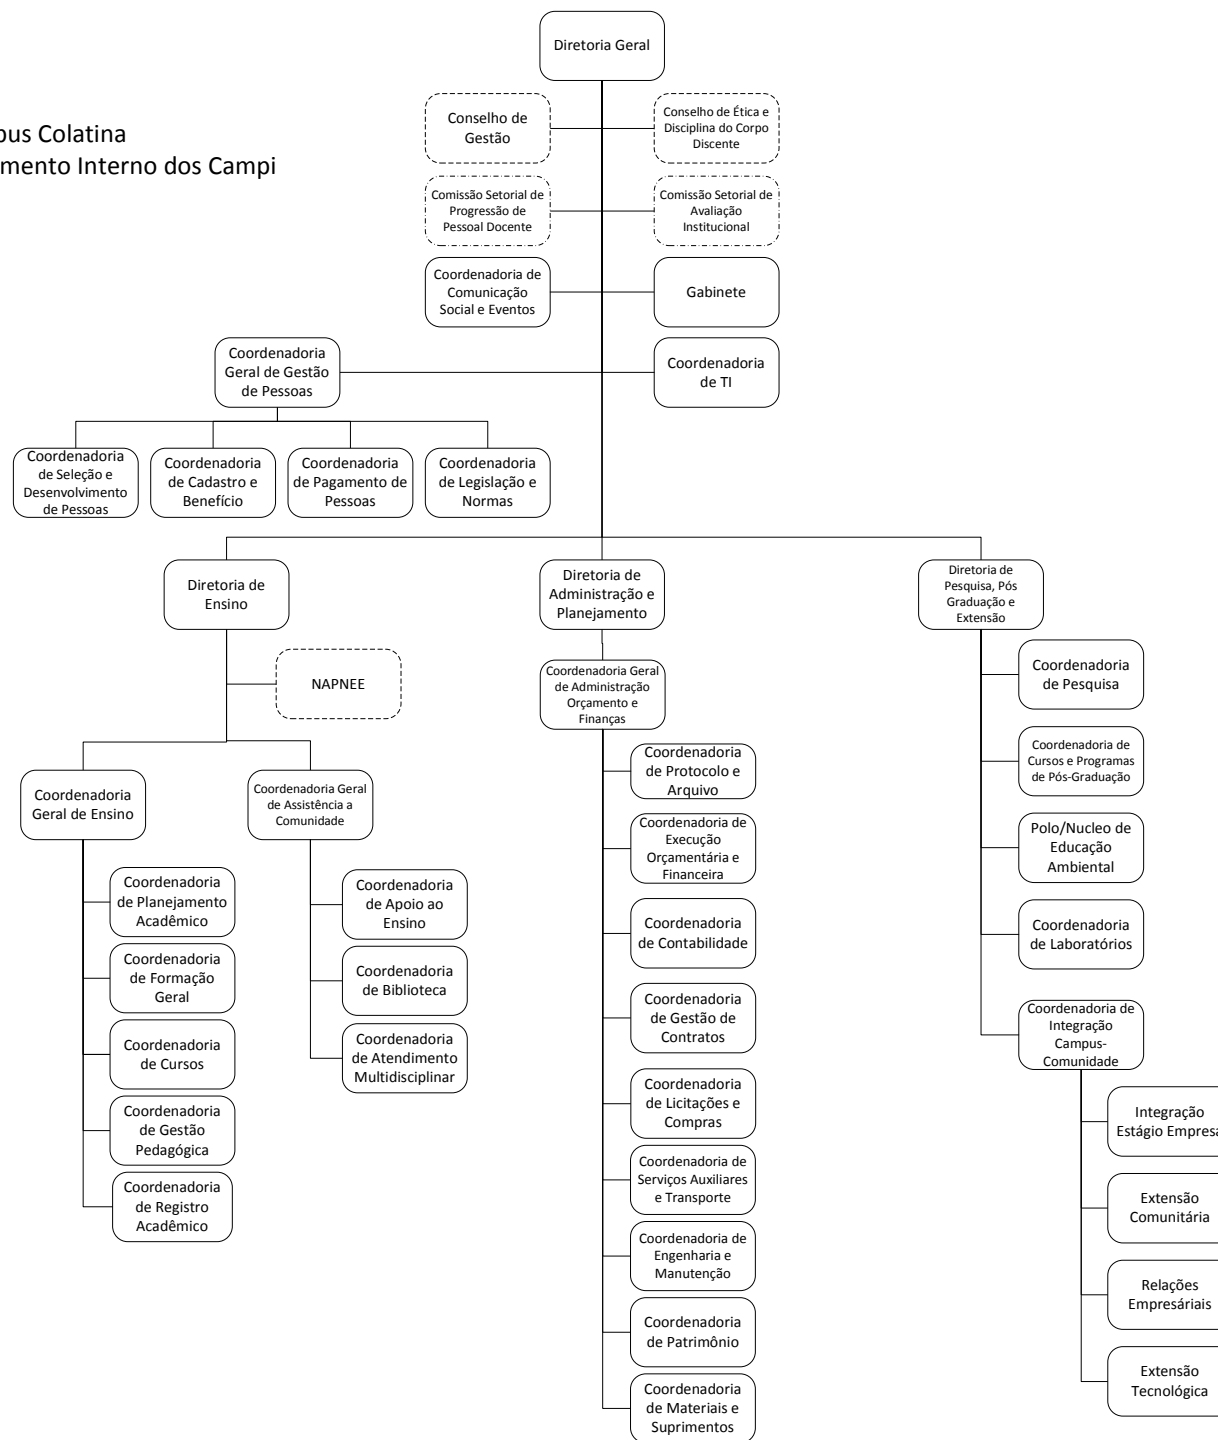 Diretoria Geral
Conselho de
Gestão
Conselho de Ética e
Disciplina do Corpo
Discente
pus Colatina
mento Interno dos Campi
Comissão Setorial de
Progressão de
Pessoal Docente
Comissão Setorial de
Avaliação
Institucional
Coordenadoria de
Comunicação
Social e Eventos
Gabinete
Coordenadoria
Geral de Gestão
de Pessoas
Coordenadoria
de TI
Coordenadoria
de Seleção e
Desenvolvimento
de Pessoas
Coordenadoria
de Cadastro e
Benefício
Coordenadoria
de Pagamento de
Pessoas
Coordenadoria
de Legislação e
Normas
Diretoria de
Ensino
Diretoria de
Administração e
Planejamento
Diretoria de
Pesquisa, Pós
Graduação e
Extensão
NAPNEE
Coordenadoria
Geral de Ensino
Coordenadoria Geral
de Assistência a
Comunidade
Coordenadoria
de Planejamento
Acadêmico
Coordenadoria
de Formação
Geral
Coordenadoria
de Cursos
Coordenadoria
de Gestão
Pedagógica
Coordenadoria
de Registro
Acadêmico
Coordenadoria
de Apoio ao
Ensino
Coordenadoria
de Biblioteca
Coordenadoria
de Atendimento
Multidisciplinar
Coordenadoria Geral
de Administração
Orçamento e
Finanças
Coordenadoria
de Protocolo e
Arquivo
Coordenadoria de
Execução
Orçamentária e
Financeira
Coordenadoria
de Contabilidade
Coordenadoria
de Gestão de
Contratos
Coordenadoria
de Licitações e
Compras
Coordenadoria de
Serviços Auxiliares
e Transporte
Coordenadoria de
Engenharia e
Manutenção
Coordenadoria
de Patrimônio
Coordenadoria
de Materiais e
Suprimentos
Coordenadoria
de Pesquisa
Coordenadoria de
Cursos e Programas
de Pós-Graduação
Polo/Nucleo de
Educação
Ambiental
Coordenadoria
de Laboratórios
Coordenadoria de
Integração
Campus-
Comunidade
Integração
Estágio Empresa
Extensão
Comunitária
Relações
Empresáriais
Extensão
Tecnológica